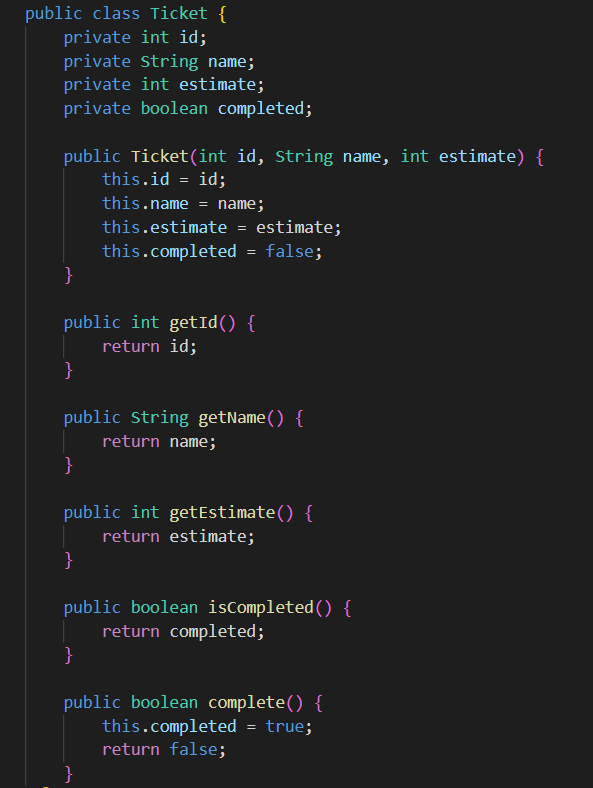 public class Ticket {
    private int id;
    private String name;
    private int estimate;
    private boolean completed;

    public Ticket(int id, String name, int estimate) {
        this.id = id;
        this.name = name;
        this.estimate = estimate;
        this.completed = false;
    }

    public int getId() {
        return id;
    }

    public String getName() {
        return name;
    }

    public int getEstimate() {
        return estimate;
    }

    public boolean isCompleted() {
        return completed;
    }

    public boolean complete() {
        this.completed = true;
        return false;
    }